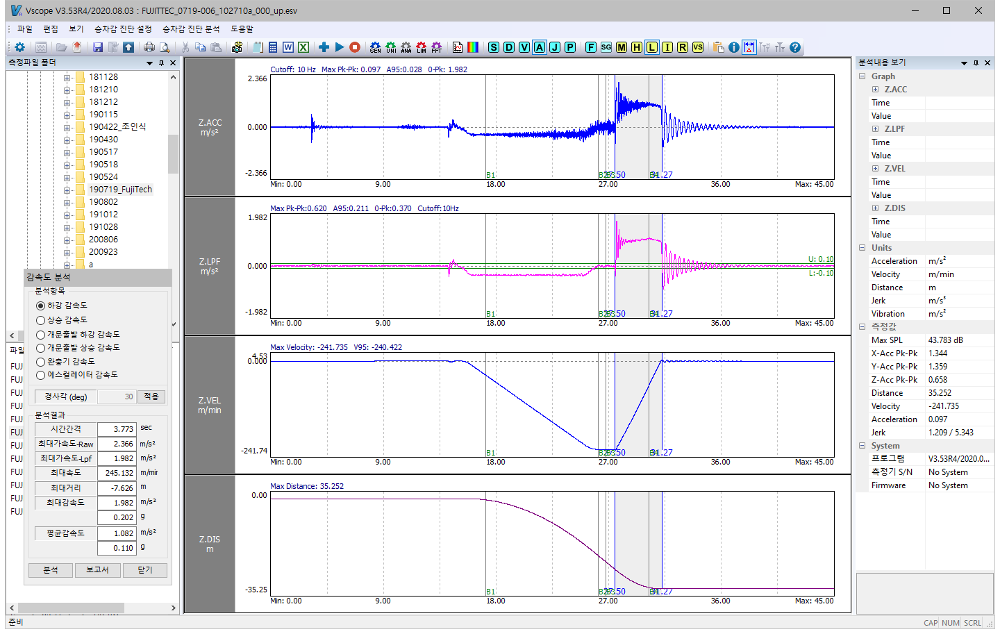 Vscope V3.53R4/2020.08.03 : FUJITTEC_0719-006_102710a_000_up.esv
파일 편집 보기 승차감 진단 설정 승차감 진단 분석 도움말
SEN UNI ANA LIM FFT S D V A J P F SG M H L I R VS
측정파일 폴더
181128
181210
181212
190115
190422_조인식
190430
190517
190518
190524
190719_FujiTech
190802
191012
191028
200806
200923
a
파일
FUJ
FUJ
FUJ
FUJ
FUJ
FUJ
FUJ
FUJ
FUJ
FUJ
FUJ
FUJ
감속도 분석
분석항목
하강 감속도
상승 감속도
개문출발 하강 감속도
개문출발 상승 감속도
완충기 감속도
에스컬레이터 감속도
경사각 (deg) 30 적용
분석결과
시간간격 3.773 sec
최대가속도-Raw 2.366 m/s²
최대가속도-Lpf 1.982 m/s²
최대속도 245.132 m/min
최대거리 -7.626 m
최대감속도 1.982 m/s²
0.202 g
평균감속도 1.082 m/s²
0.110 g
분석 보고서 닫기
Z.ACC
m/s²
Cutoff: 10 Hz Max Pk-Pk: 0.097 A95:0.028 0-Pk: 1.982
2.366
0.000
-2.366
B1 27.50 31.27
Min: 0.00 9.00 18.00 27.00 36.00 Max: 45.00
Z.LPF
m/s²
Max Pk-Pk:0.620 A95:0.211 0-Pk:0.370 Cutoff:10Hz
1.982
0.000
-1.982
U: 0.10
L:-0.10
B1 27.50 31.27
Min: 0.00 9.00 18.00 27.00 36.00 Max: 45.00
Z.VEL
m/min
Max Velocity: -241.735 V95: -240.422
4.53
0.000
-241.74
B1 27.50 31.27
Min: 0.00 9.00 18.00 27.00 36.00 Max: 45.00
Z.DIS
m
Max Distance: 35.252
0.00
-35.25
B1 27.50 31.27
Min: 0.00 9.00 18.00 27.00 36.00 Max: 45.00
분석내용 보기
Graph
Z.ACC
Time
Value
Z.LPF
Time
Value
Z.VEL
Time
Value
Z.DIS
Time
Value
Units
Acceleration m/s²
Velocity m/min
Distance m
Jerk m/s³
Vibration m/s²
측정값
Max SPL 43.783 dB
X-Acc Pk-Pk 1.344
Y-Acc Pk-Pk 1.359
Z-Acc Pk-Pk 0.658
Distance 35.252
Velocity -241.735
Acceleration 0.097
Jerk 1.209 / 5.343
System
프로그램 V3.53R4/2020.0...
측정기 S/N No System
Firmware No System
준비
CAP NUM SCRL